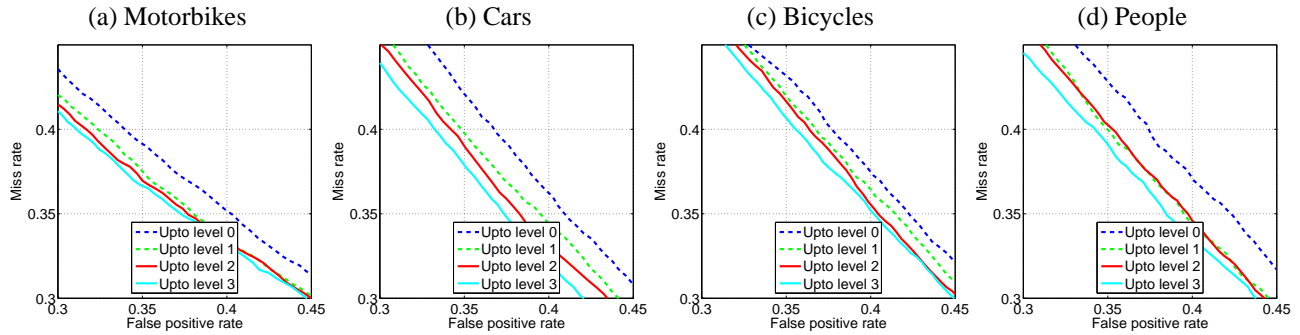 (a) Motorbikes
Miss rate
0.4
0.35
0.3
0.3
0.35
0.4
0.45
False positive rate
Upto level 0
Upto level 1
Upto level 2
Upto level 3
(b) Cars
Miss rate
0.4
0.35
0.3
0.3
0.35
0.4
0.45
False positive rate
Upto level 0
Upto level 1
Upto level 2
Upto level 3
(c) Bicycles
Miss rate
0.4
0.35
0.3
0.3
0.35
0.4
0.45
False positive rate
Upto level 0
Upto level 1
Upto level 2
Upto level 3
(d) People
Miss rate
0.4
0.35
0.3
0.3
0.35
0.4
0.45
False positive rate
Upto level 0
Upto level 1
Upto level 2
Upto level 3